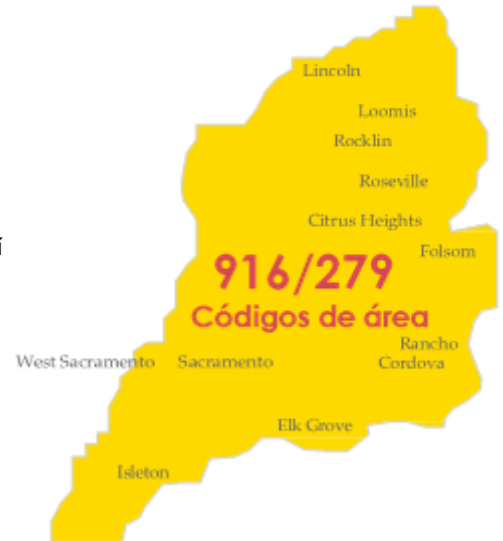 Lincoln
Loomis
Rocklin
Roseville
Citrus Heights
í
Folsom
916/279
Códigos de área
Rancho
Cordova
West Sacramento
Sacramento
Elk Grove
Isleton